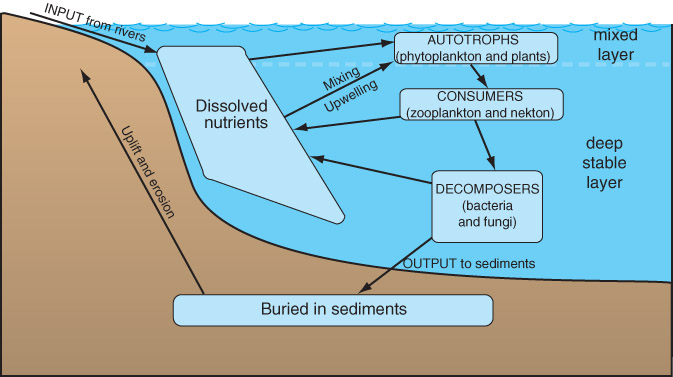 INPUT from rivers
mixed
layer
AUTOTROPHS
(phytoplankton and plants)
Mixing
Upwelling
Dissolved
nutrients
CONSUMERS
(zooplankton and nekton)
deep
stable
layer
Uplift and erosion
DECOMPOSERS
(bacteria
and fungi)
OUTPUT to sediments
Buried in sediments